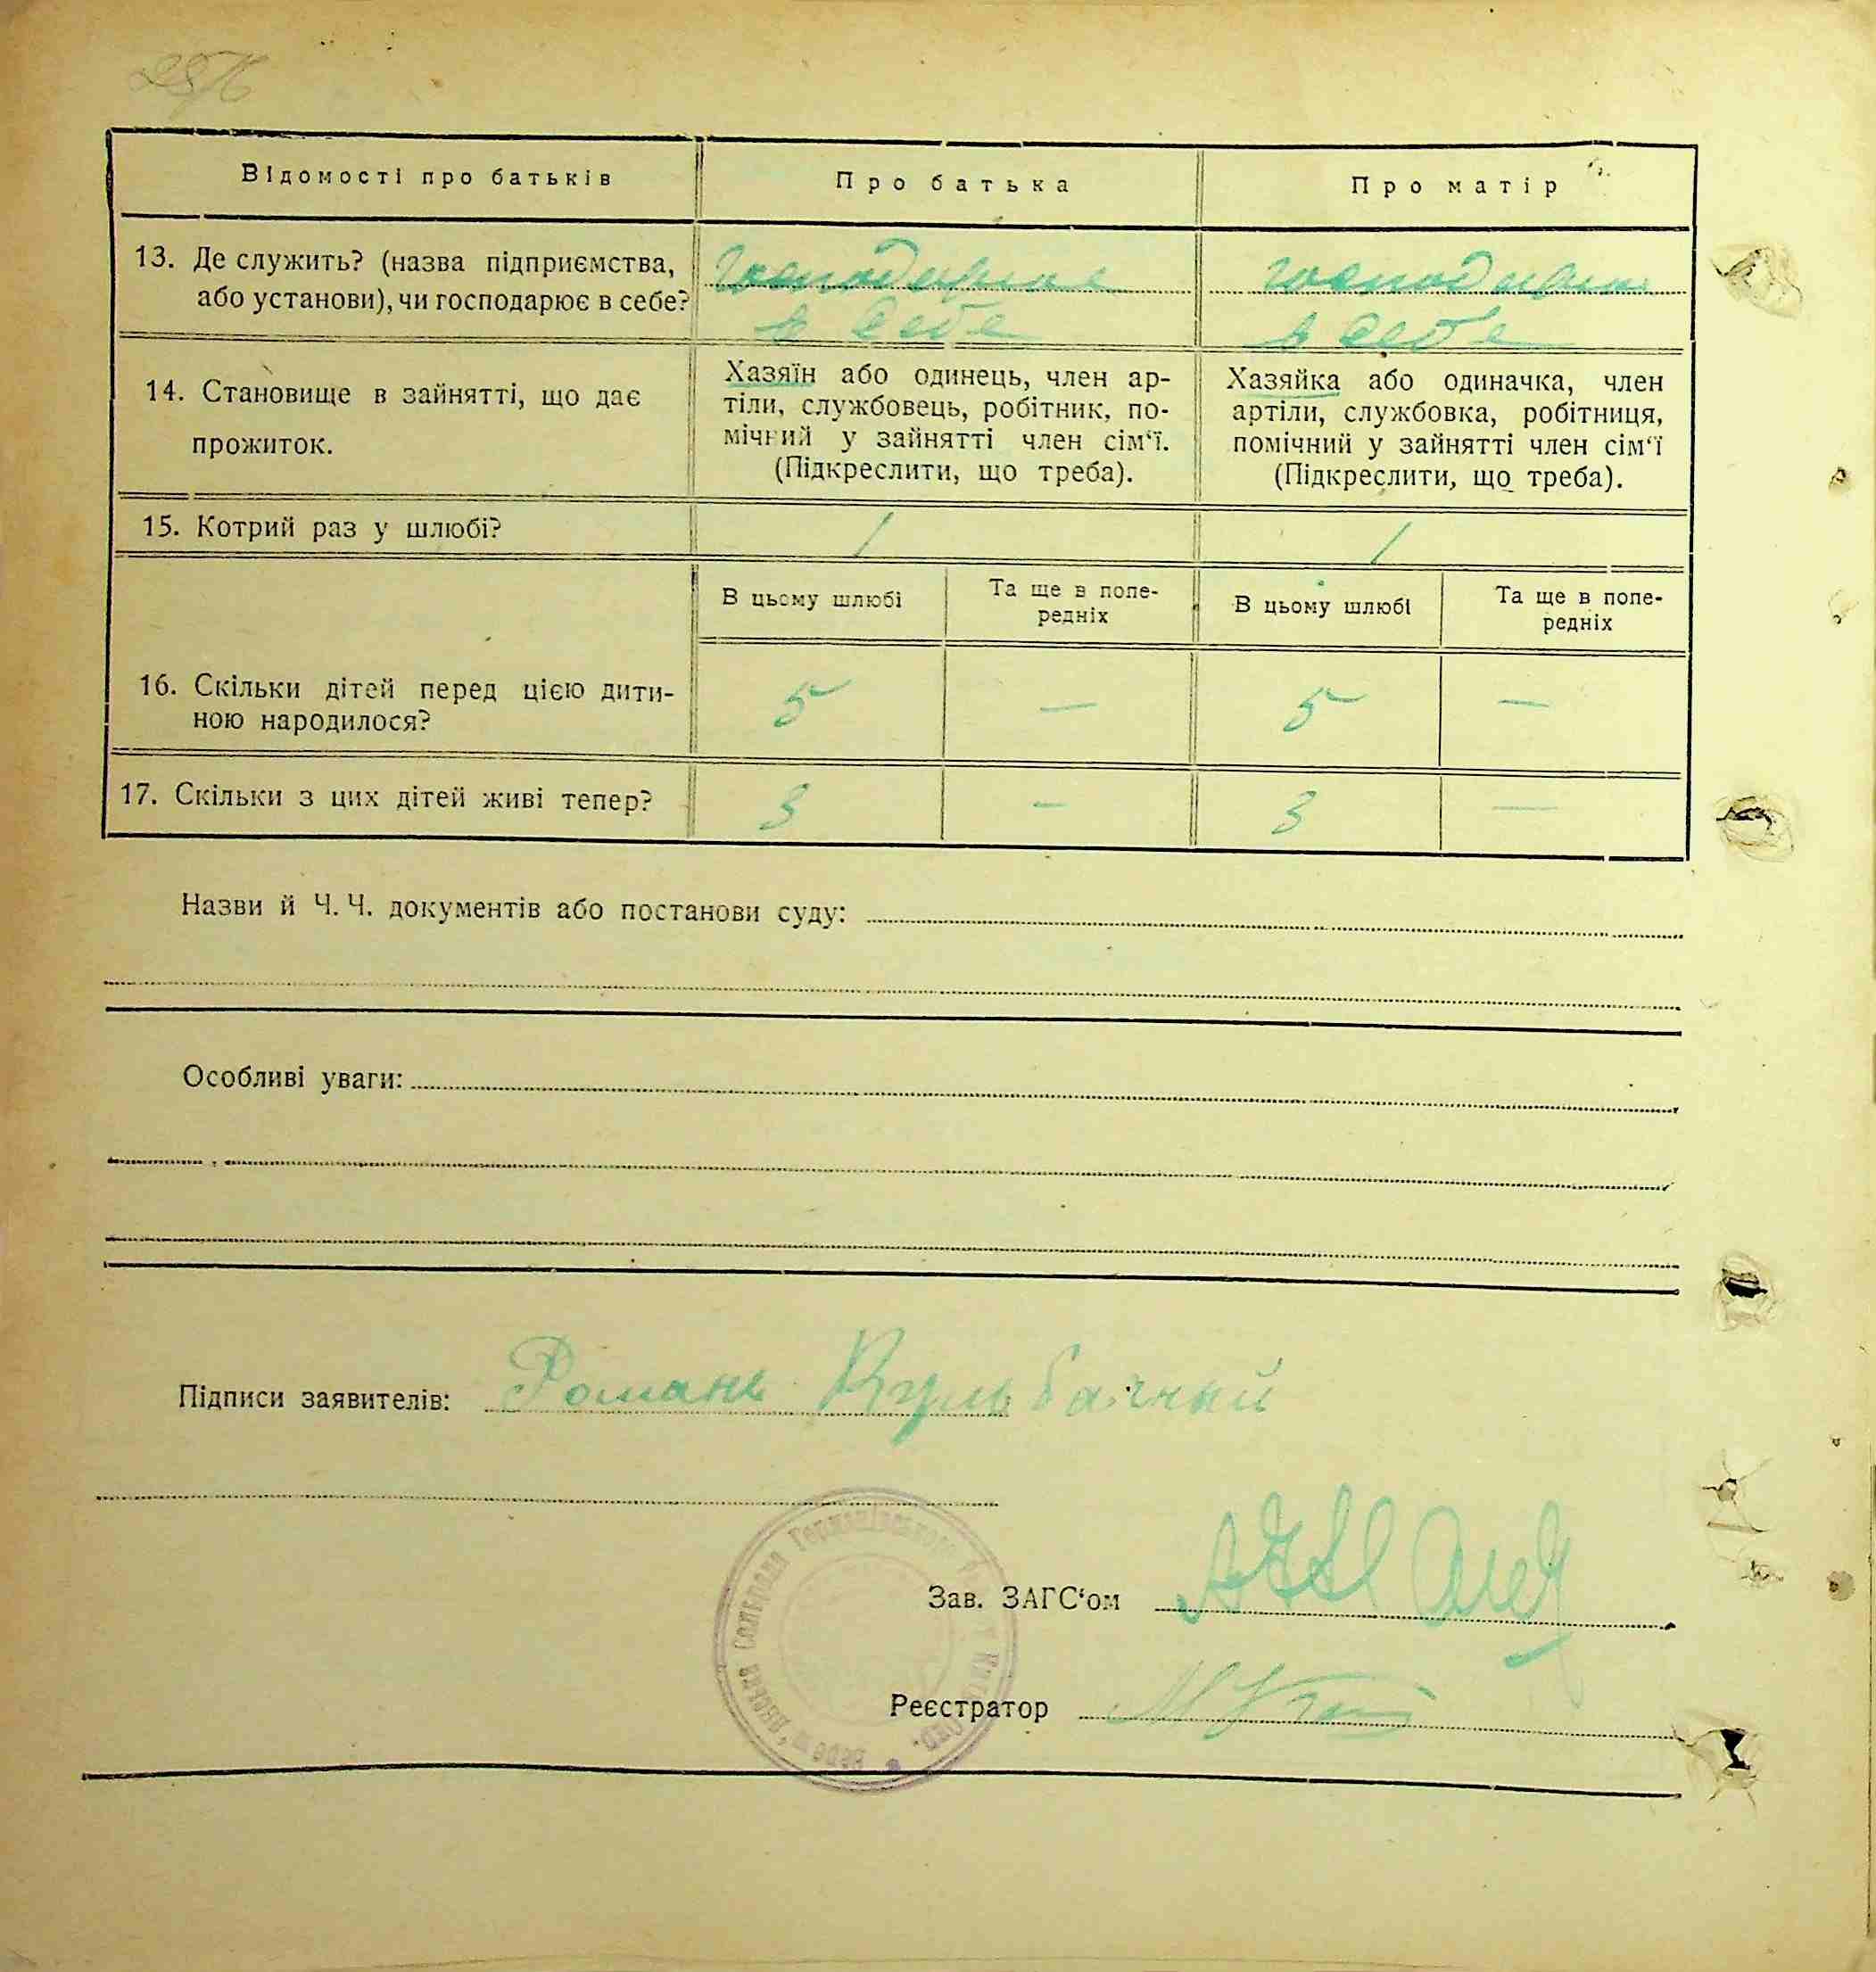 Відомості про батьків
Про батька
Про матір
13. Де служить? (назва підприємства,
або установи), чи господарює в себе?
господарює
в себе
господарює
в себе
14. Становище в зайнятті, що дає
прожиток.
Хазяїн або одинець, член ар-
тіли, службовець, робітник, по-
мічний у зайнятті член сім'ї.
(Підкреслити, що треба).
Хазяйка або одиначка, член
артіли, службовка, робітниця,
помічний у зайнятті член сім'ї
(Підкреслити, що треба).
15. Котрий раз у шлюбі?
1
1
В цьому шлюбі
Та ще в попе-
редніх
В цьому шлюбі
Та ще в попе-
редніх
16. Скільки дітей перед цією дити-
ною народилося?
5
—
5
—
17. Скільки з цих дітей живі тепер?
3
—
3
—
Назви й Ч. Ч. документів або постанови суду:
Особливі уваги:
Підписи заявителів: Романь Кульбачный
сільрада Германівського
Зав. ЗАГС'ом
Реєстратор